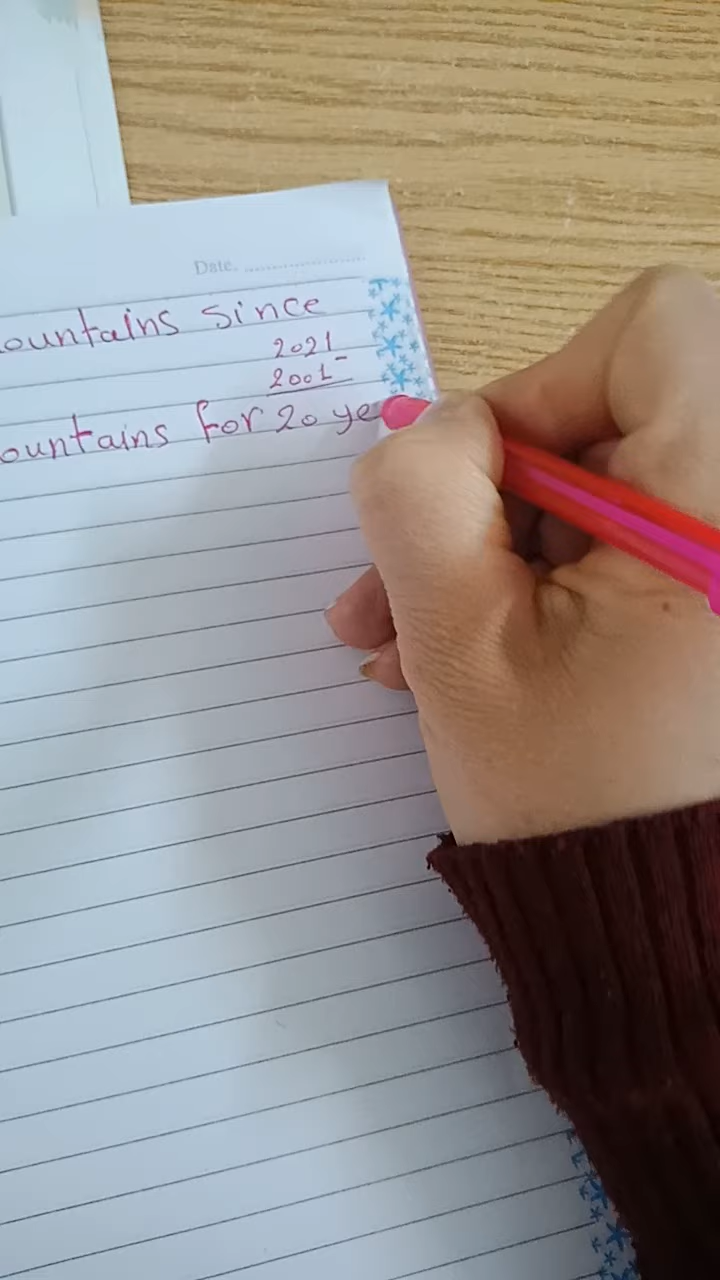 Date. ........................
ountains since
2021 -
2001
ountains for 20 ye